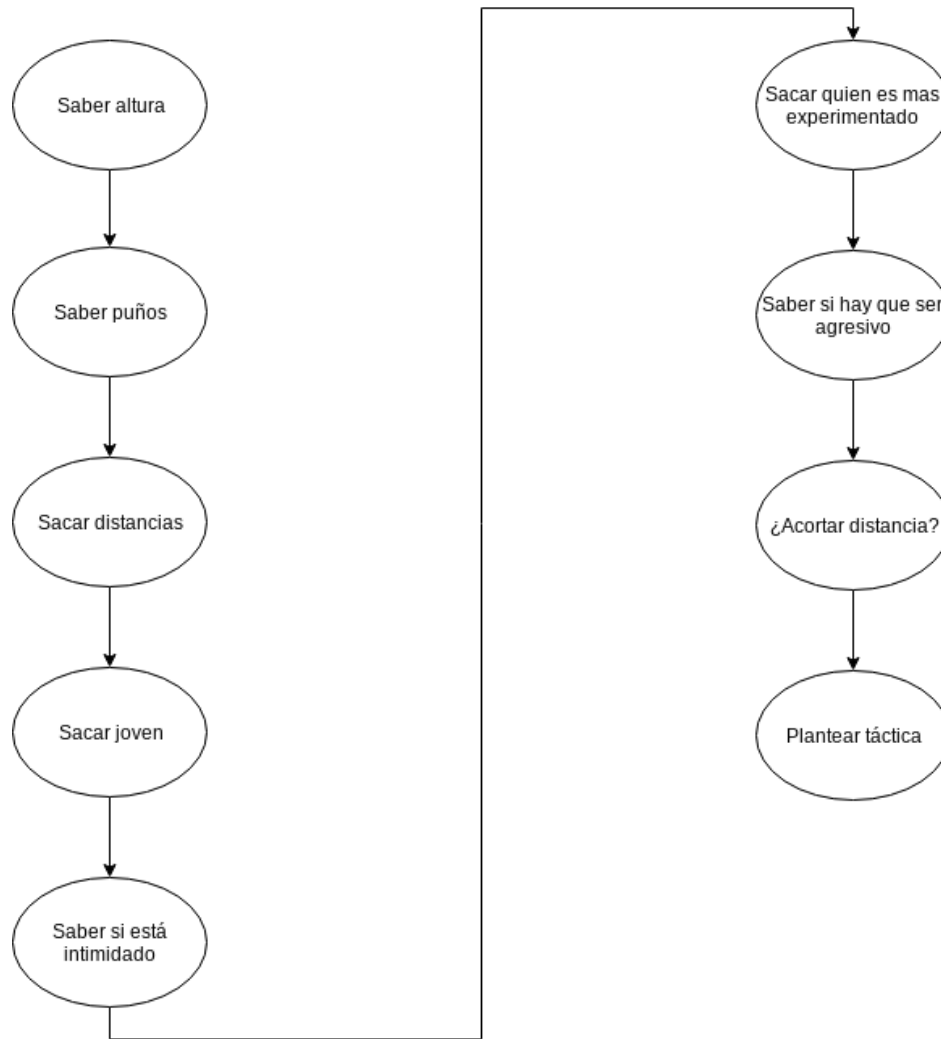 Saber altura
Saber puños
Sacar distancias
Sacar joven
Saber si está
intimidado
Sacar quien es mas
experimentado
Saber si hay que ser
agresivo
¿Acortar distancia?
Plantear táctica